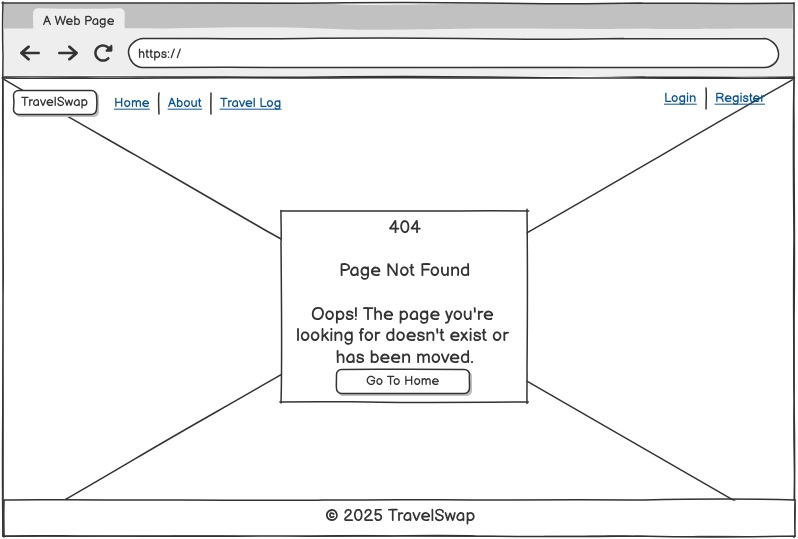 A Web Page
https://
TravelSwap Home About Travel Log Login Register
404
Page Not Found
Oops! The page you're
looking for doesn't exist or
has been moved.
Go To Home
© 2025 TravelSwap